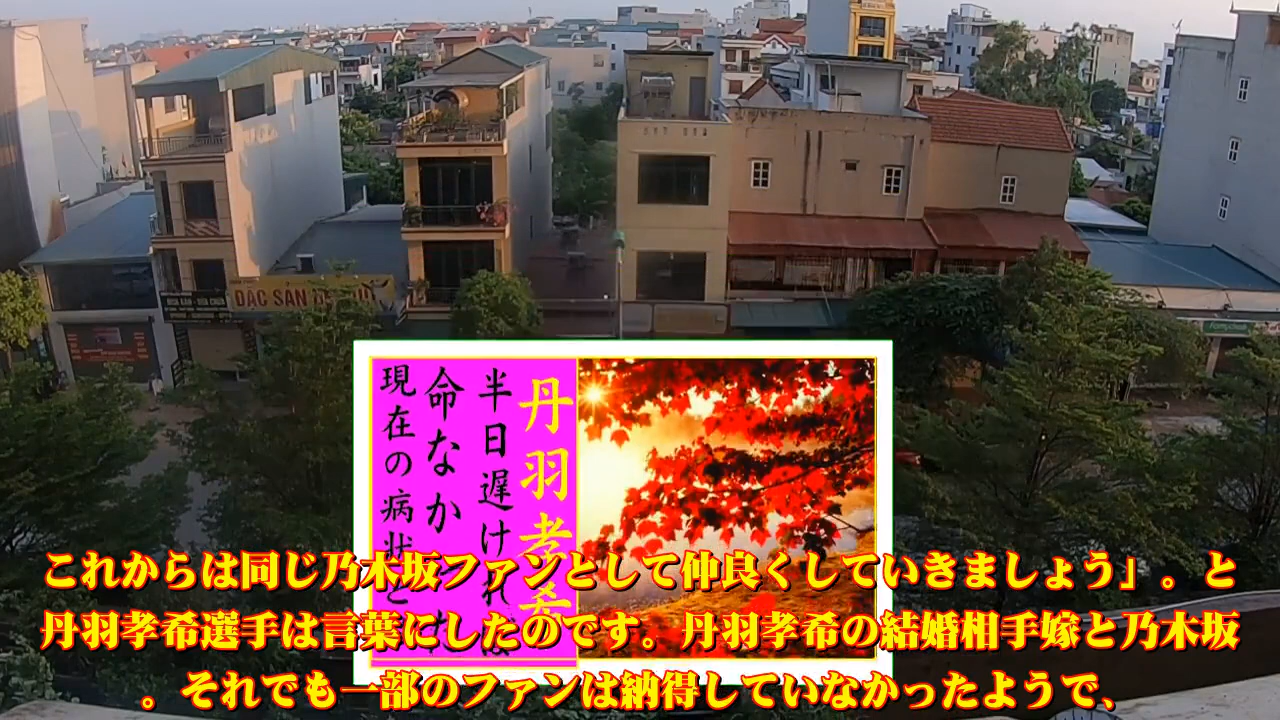 ĐẶC SẢN
丹羽孝希
半日遅け
命なか
現在の病状と
これからは同じ乃木坂ファンとして仲良くしていきましょう」。と
丹羽孝希選手は言葉にしたのです。丹羽孝希の結婚相手嫁と乃木坂
。それでも一部のファンは納得していなかったようで、